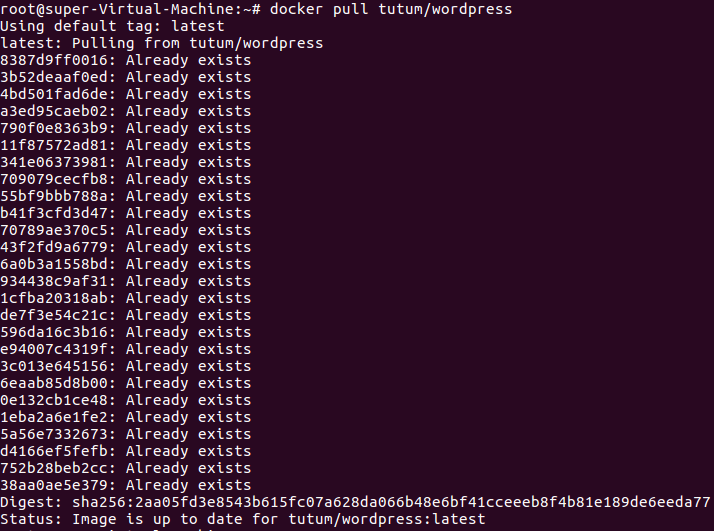 root@super-Virtual-Machine:~# docker pull tutum/wordpress
Using default tag: latest
latest: Pulling from tutum/wordpress
8387d9ff0016: Already exists
3b52deaaf0ed: Already exists
4bd501fad6de: Already exists
a3ed95caeb02: Already exists
790f0e8363b9: Already exists
11f87572ad81: Already exists
341e06373981: Already exists
709079cecfb8: Already exists
55bf9bbb788a: Already exists
b41f3cfd3d47: Already exists
70789ae370c5: Already exists
43f2fd9a6779: Already exists
6a0b3a1558bd: Already exists
934438c9af31: Already exists
1cfba20318ab: Already exists
de7f3e54c21c: Already exists
596da16c3b16: Already exists
e94007c4319f: Already exists
3c013e645156: Already exists
6eaab85d8b00: Already exists
0e132cb1ce48: Already exists
1eba2a6e1fe2: Already exists
5a56e7332673: Already exists
d4166ef5fefb: Already exists
752b28beb2cc: Already exists
38aa0ae5e379: Already exists
Digest: sha256:2aa05fd3e8543b615fc07a628da066b48e6bf41cceeeb8f4b81e189de6eeda77
Status: Image is up to date for tutum/wordpress:latest